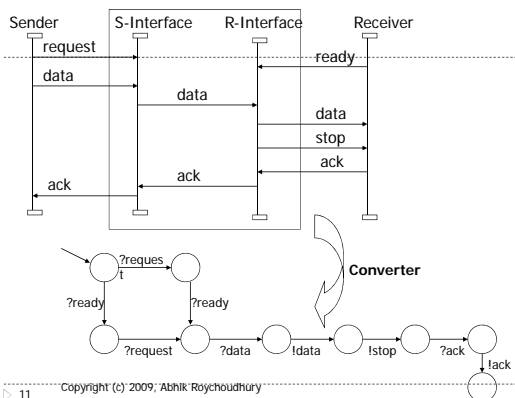 Sender S-Interface R-Interface Receiver
request
ready
data
data
data
stop
ack
ack
ack
?reques
t
Converter
?ready ?ready
?request ?data !data !stop ?ack
!ack
11 Copyright (c) 2009, Abhik Roychoudhury